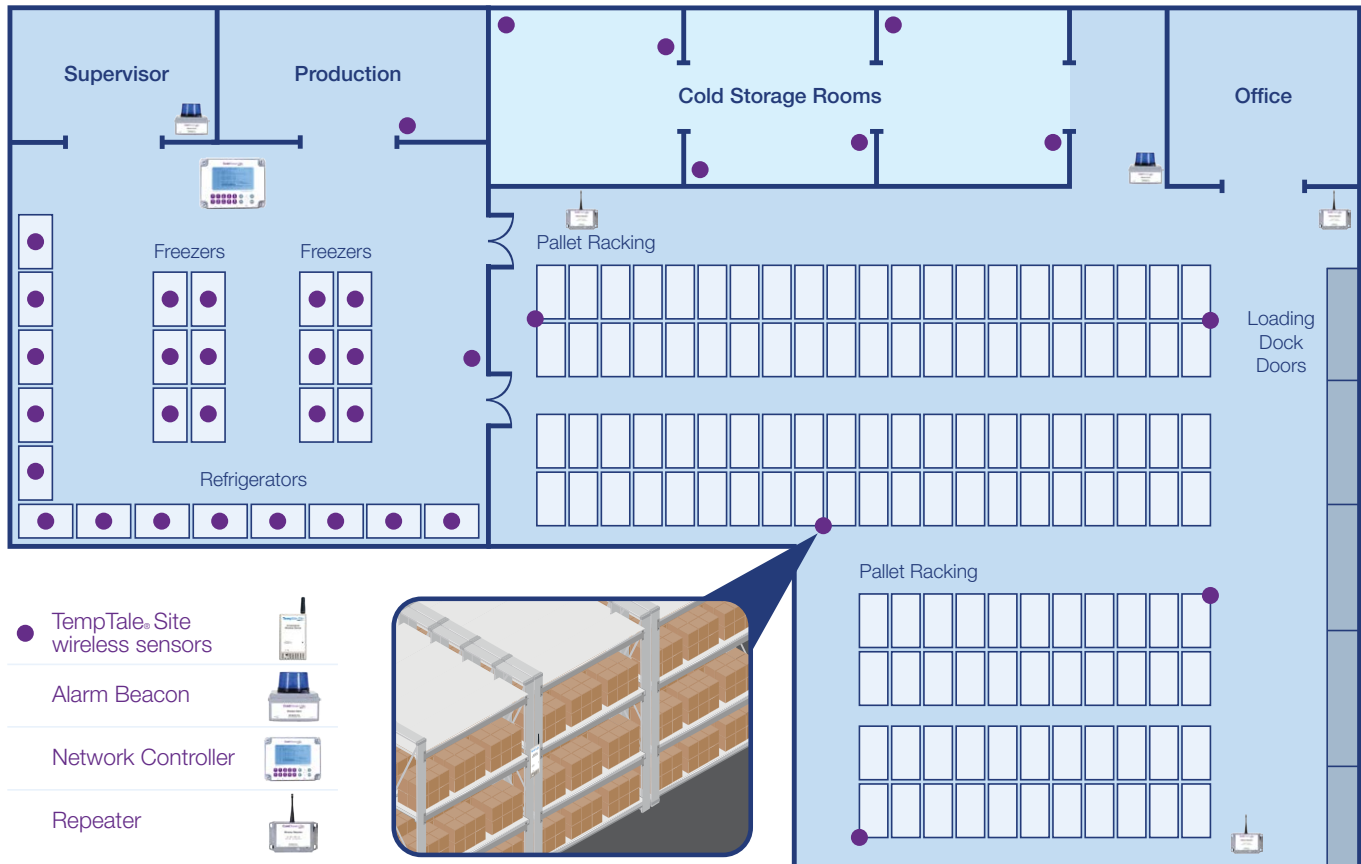 Supervisor
Production
Cold Storage Rooms
Office
Freezers
Freezers
Pallet Racking
Loading
Dock
Doors
Refrigerators
Pallet Racking
TempTale® Site
wireless sensors
Alarm Beacon
Network Controller
Repeater